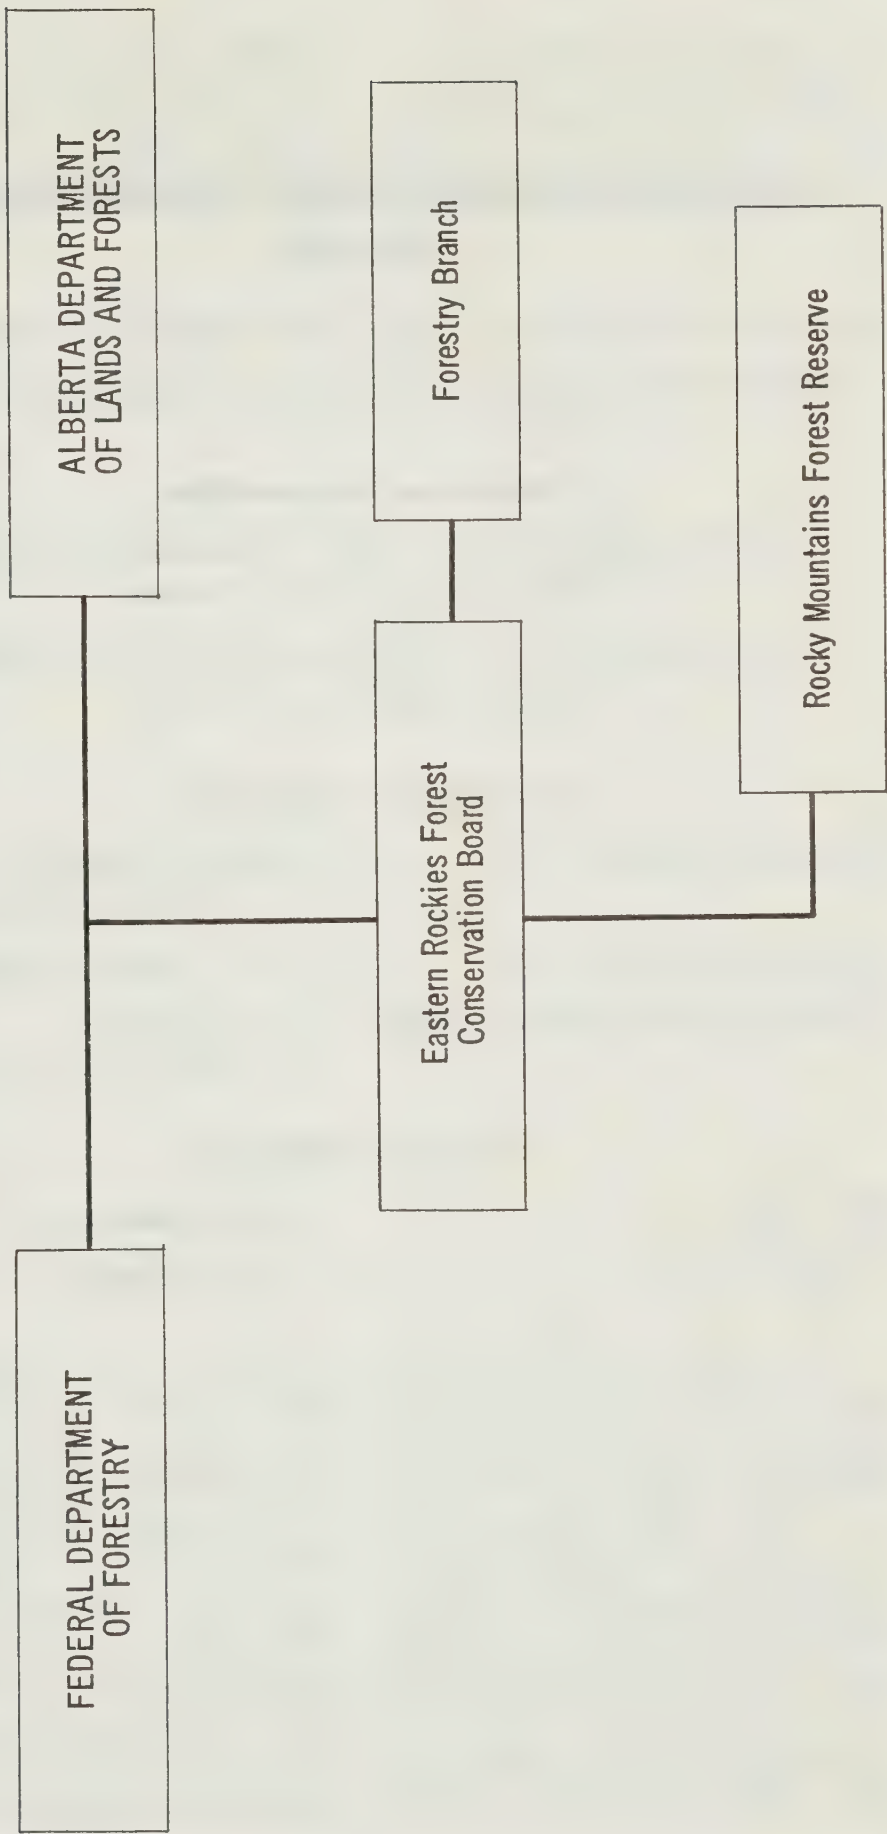 FEDERAL DEPARTMENT
OF FORESTRY
ALBERTA DEPARTMENT
OF LANDS AND FORESTS
Eastern Rockies Forest
Conservation Board
Forestry Branch
Rocky Mountains Forest Reserve